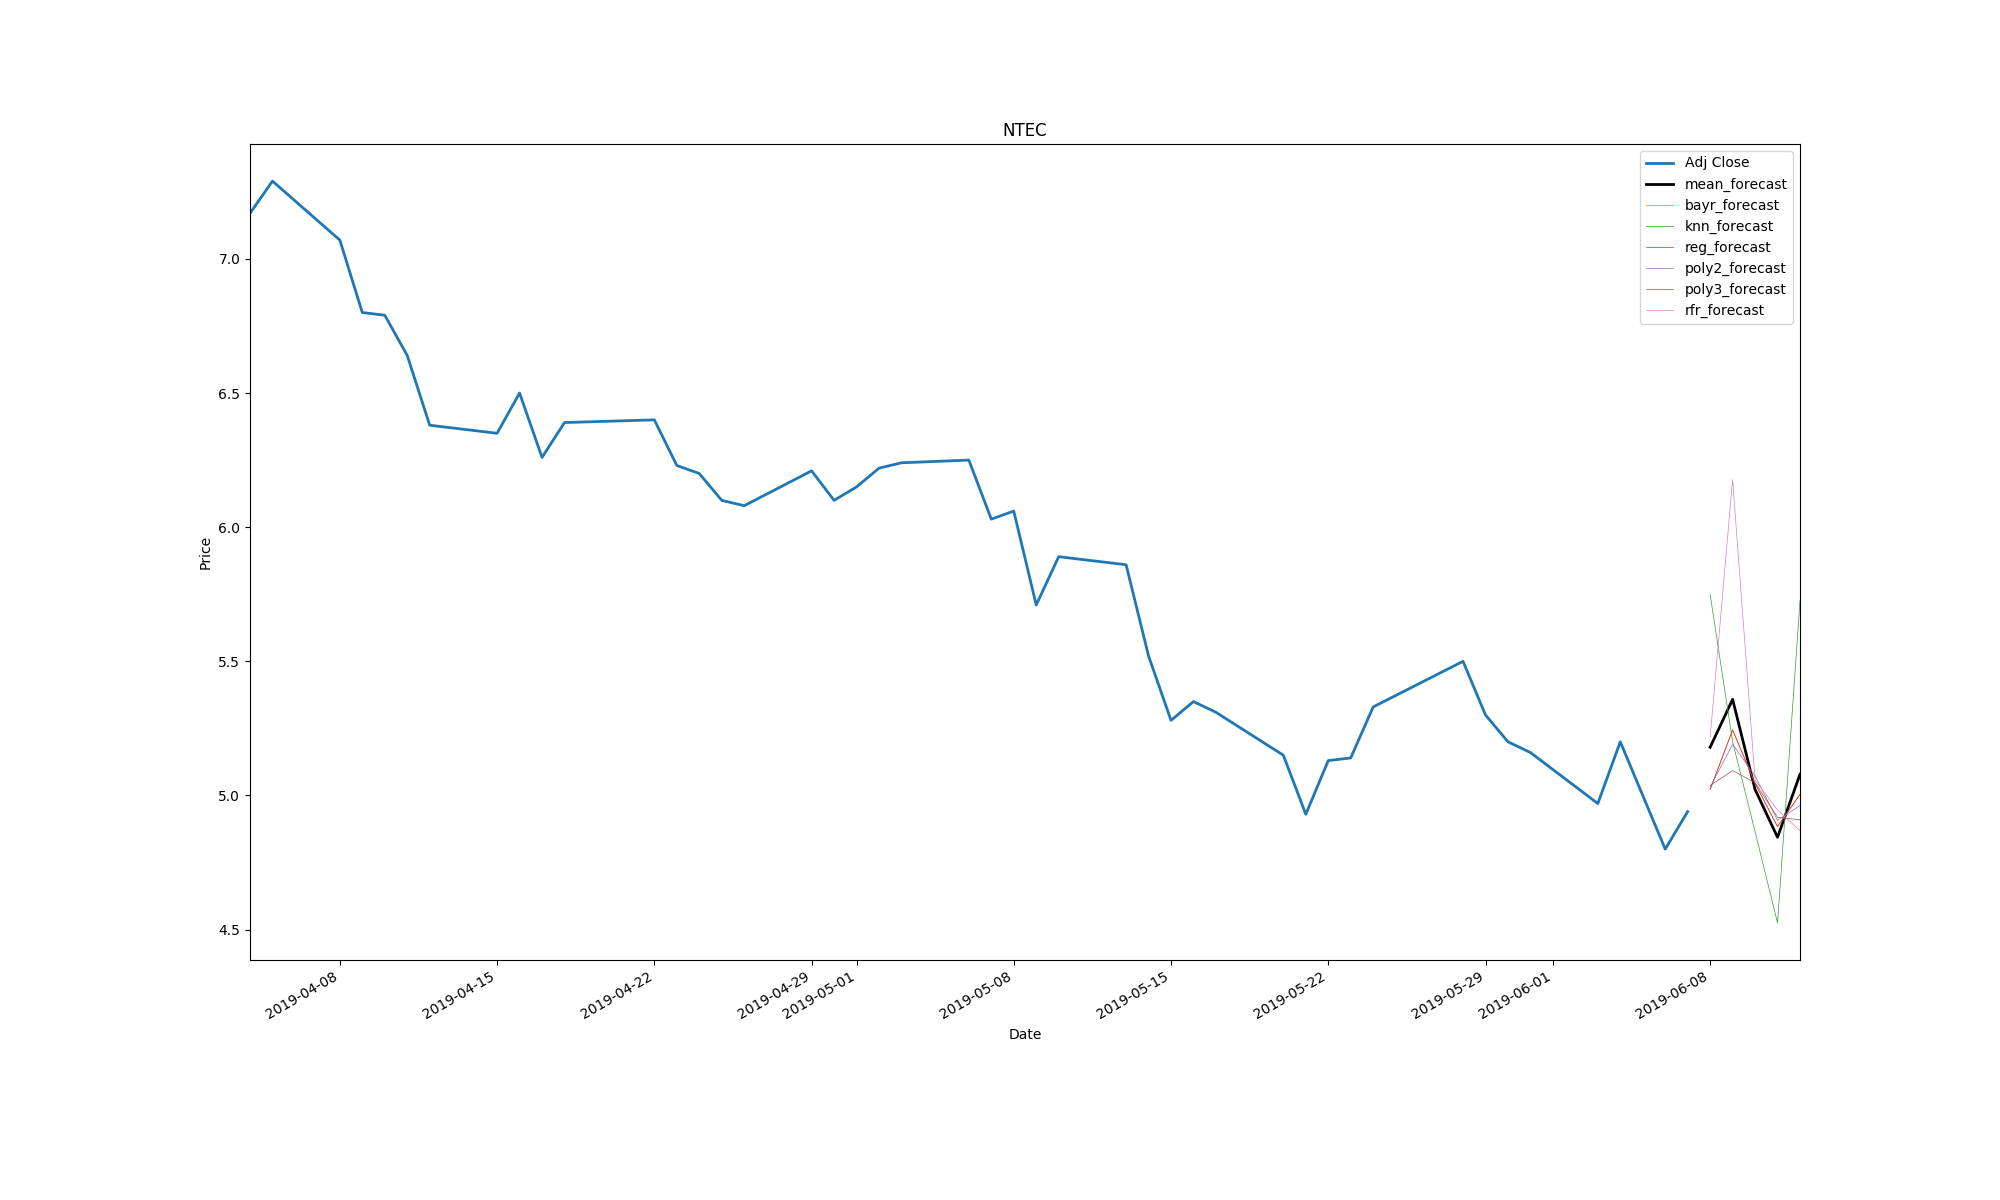 NTEC
Adj Close
mean_forecast
bayr_forecast
knn_forecast
reg_forecast
poly2_forecast
poly3_forecast
rfr_forecast
7.0
6.5
6.0
5.5
5.0
4.5
Price
2019-04-08
2019-04-15
2019-04-22
2019-04-29
2019-05-01
2019-05-08
2019-05-15
2019-05-22
2019-05-29
2019-06-01
2019-06-08
Date